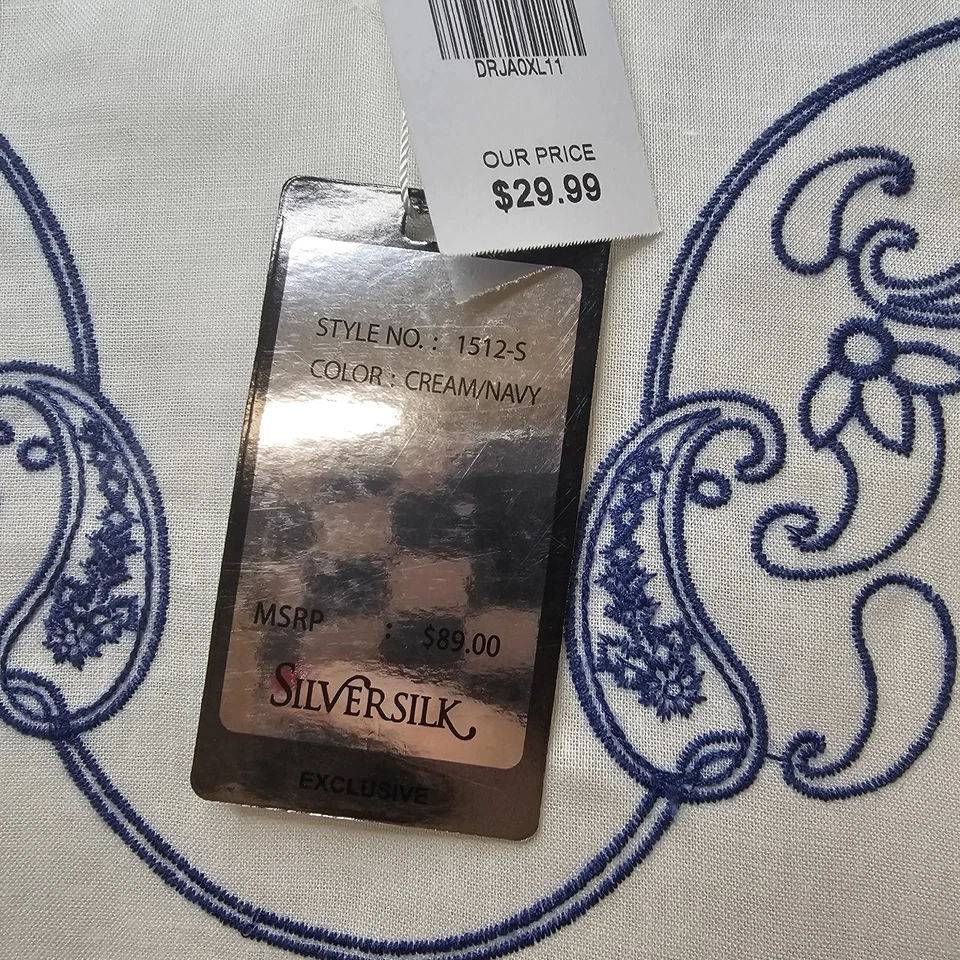 DRJA0XL11
OUR PRICE
$29.99
STYLE NO. : 1512-S
COLOR : CREAM/NAVY
MSRP : $89.00
SILVERSILK
EXCLUSIVE